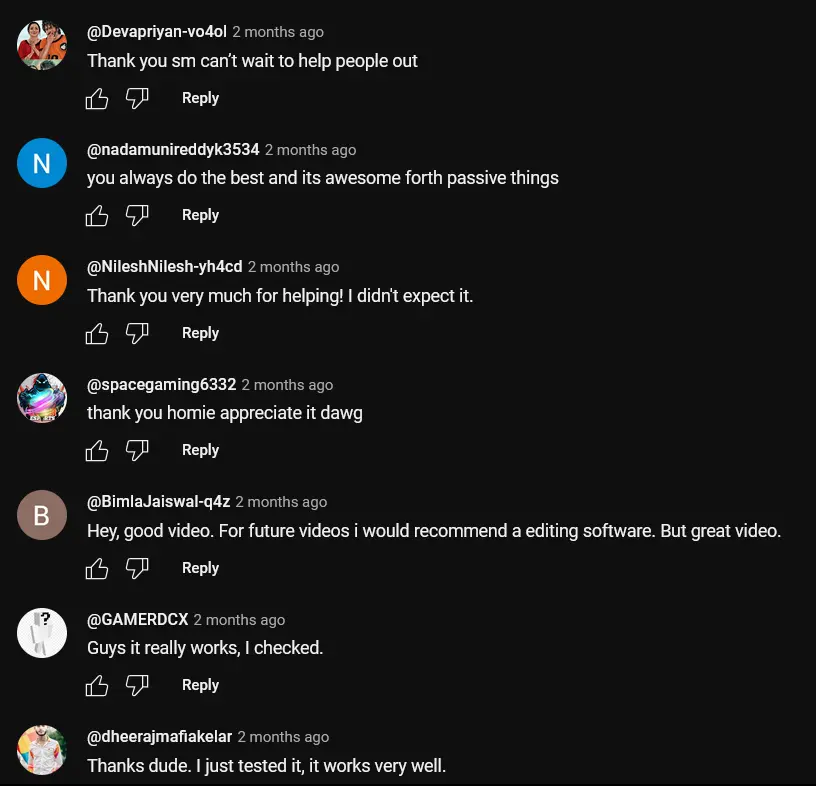 @Devapriyan-vo4ol 2 months ago
Thank you sm can’t wait to help people out
Reply
N
@nadamunireddyk3534 2 months ago
you always do the best and its awesome forth passive things
Reply
N
@NileshNilesh-yh4cd 2 months ago
Thank you very much for helping! I didn't expect it.
Reply
@spacegaming6332 2 months ago
thank you homie appreciate it dawg
Reply
B
@BimlaJaiswal-q4z 2 months ago
Hey, good video. For future videos i would recommend a editing software. But great video.
Reply
?
@GAMERDCX 2 months ago
Guys it really works, I checked.
Reply
@dheerajmafiakelar 2 months ago
Thanks dude. I just tested it, it works very well.